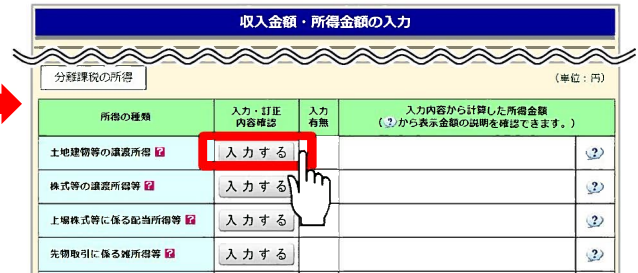 収入金額・所得金額の入力
分離課税の所得
(単位：円)
所得の種類
入力・訂正
内容確認
入力
有無
入力内容から計算した所得金額
(?から表示金額の説明を確認できます。)
土地建物等の譲渡所得 ?
入力する
?
株式等の譲渡所得等 ?
入力する
?
上場株式等に係る配当所得等 ?
入力する
?
先物取引に係る雑所得等 ?
入力する
?